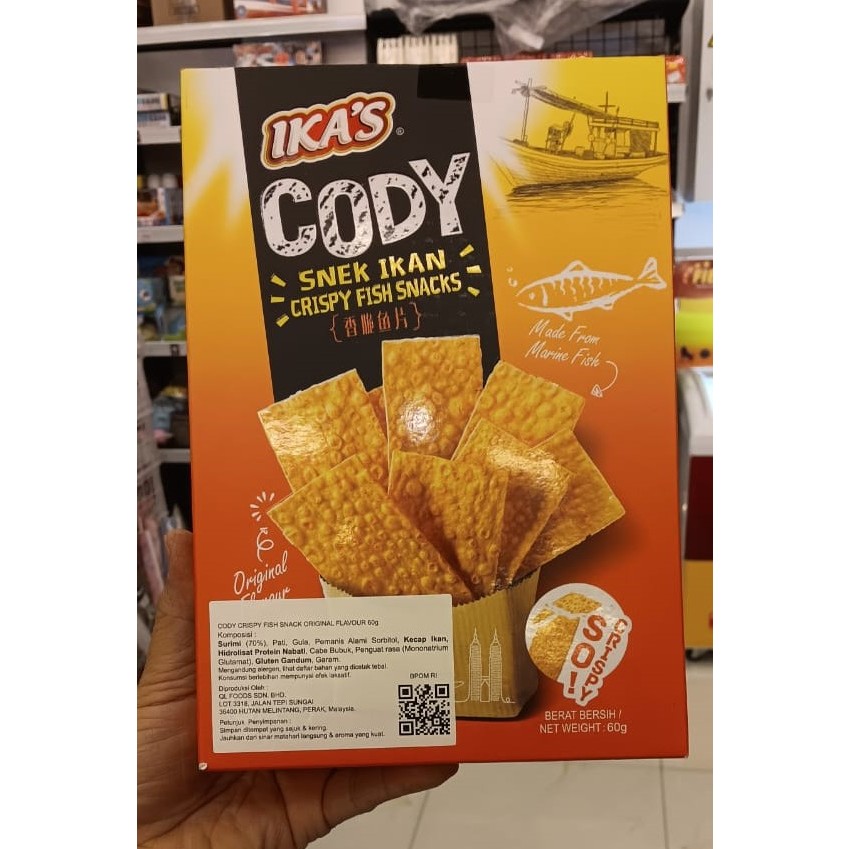 IKA'S ®
CODY
SNEK IKAN
CRISPY FISH SNACKS
{香脆鱼片}
Made From
Marine Fish
Original
Flavour
SO!
CRISPY
BERAT BERSIH /
NET WEIGHT: 60g
CODY CRISPY FISH SNACK ORIGINAL FLAVOUR 60g
Komposisi :
Surimi (70%), Pati, Gula, Pemanis Alami Sorbitol, Kecap Ikan,
Hidrolisat Protein Nabati, Cabe Bubuk, Penguat rasa (Mononatrium
Glutamat), Gluten Gandum, Garam.
Mengandung alergen, lihat daftar bahan yang dicetak tebal.
Konsumsi berlebihan mempunyai efek laksatif.
BPOM RI
Diproduksi Oleh :
QL FOODS SDN. BHD.
LOT 3318, JALAN TEPI SUNGAI
36400 HUTAN MELINTANG, PERAK, Malaysia.
Petunjuk Penyimpanan :
Simpan ditempat yang sejuk & kering.
Jauhkan dari sinar matahari langsung & aroma yang kuat.